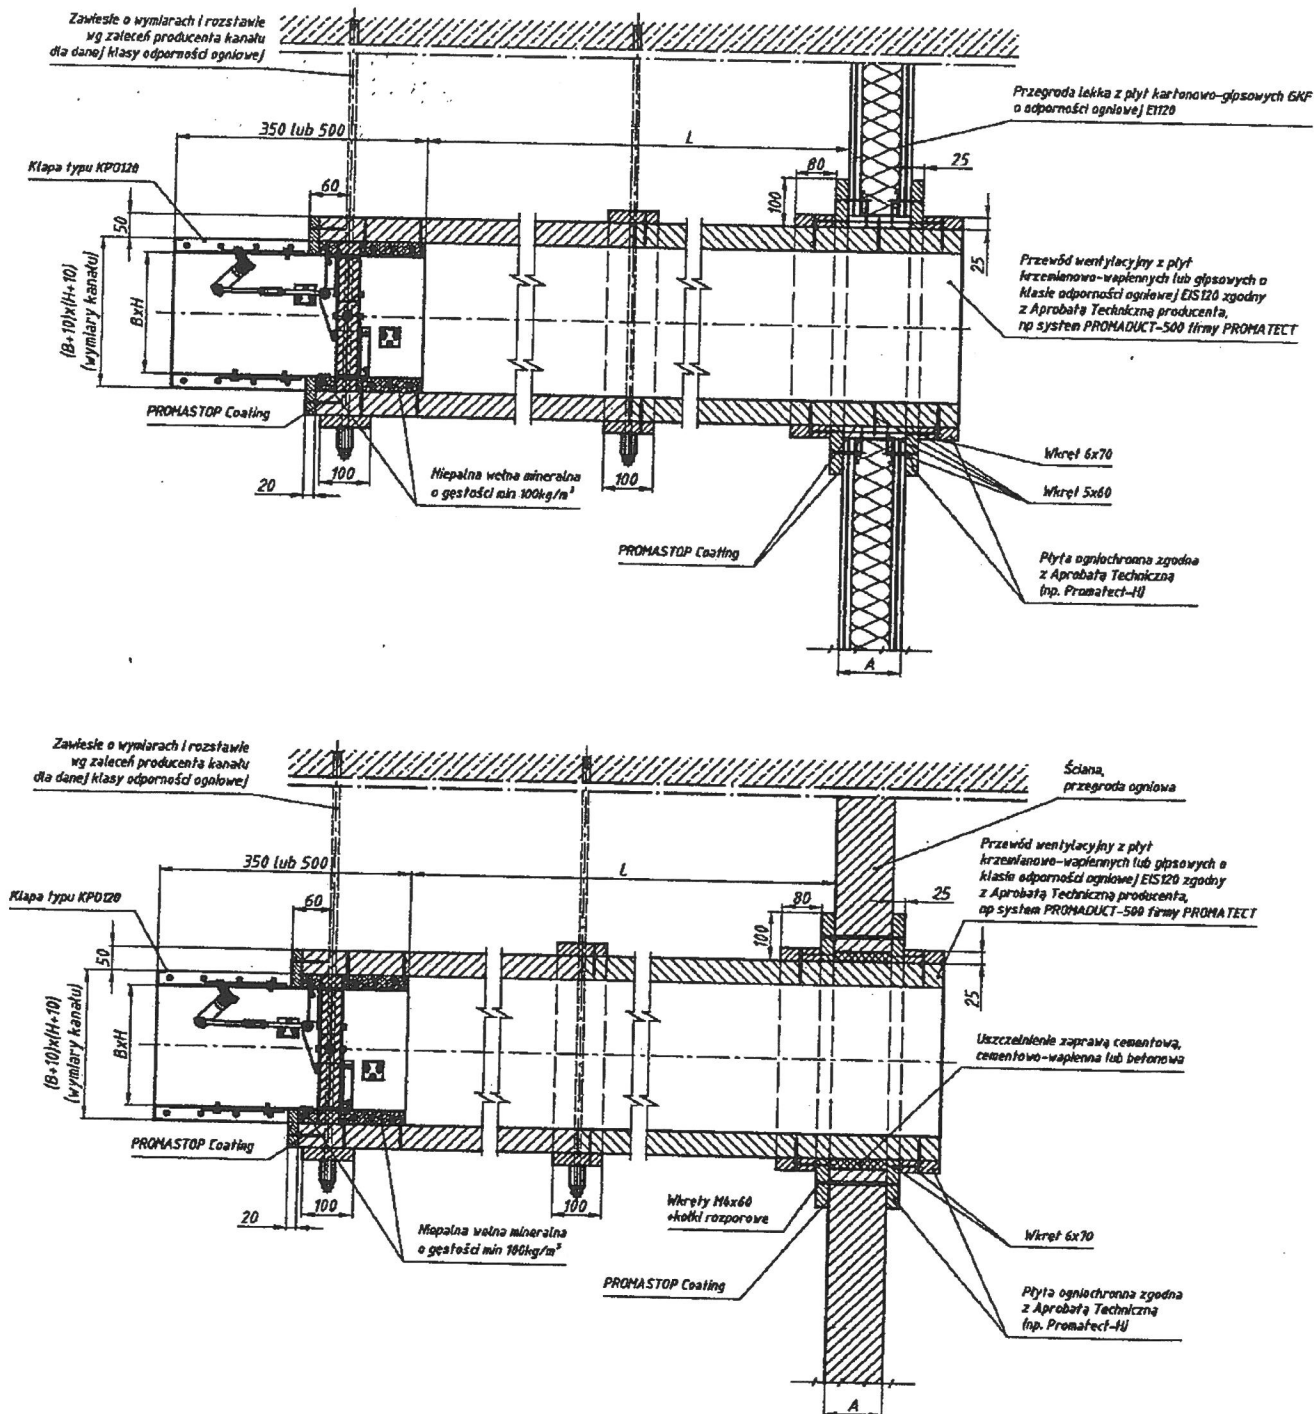 Zawiesie o wymiarach i rozstawie
wg zaleceń producenta kanału
dla danej klasy odporności ogniowej
350 lub 500
L
Przegroda lekka z płyt kartonowo-gipsowych GKF
o odporności ogniowej EI120
Klapa typu KPO120
60
80
25
50
100
(B+10)x(H+10)
(wymiary kanału)
BxH
25
Przewód wentylacyjny z płyt
krzemianowo-wapiennych lub gipsowych o
klasie odporności ogniowej EIS120 zgodny
z Aprobatą Techniczną producenta,
np system PROMADUCT-500 firmy PROMATECT
PROMASTOP Coating
20
100
Niepalna wełna mineralna
o gęstości min 100kg/m³
100
Wkręt 6x70
Wkręt 5x60
PROMASTOP Coating
Płyta ogniochronna zgodna
z Aprobatą Techniczną
(np. Promatect-H)
A
Zawiesie o wymiarach i rozstawie
wg zaleceń producenta kanału
dla danej klasy odporności ogniowej
Ściana,
przegroda ogniowa
350 lub 500
L
Przewód wentylacyjny z płyt
krzemianowo-wapiennych lub gipsowych o
klasie odporności ogniowej EIS120 zgodny
z Aprobatą Techniczną producenta,
np system PROMADUCT-500 firmy PROMATECT
Klapa typu KPO120
60
80
25
50
100
(B+10)x(H+10)
(wymiary kanału)
BxH
25
Uszczelnienie zaprawą cementową,
cementowo-wapienna lub betonowa
PROMASTOP Coating
20
100
Niepalna wełna mineralna
o gęstości min 100kg/m³
100
Wkręty M6x60
+kołki rozporowe
Wkręt 6x70
PROMASTOP Coating
Płyta ogniochronna zgodna
z Aprobatą Techniczną
(np. Promatect-H)
A